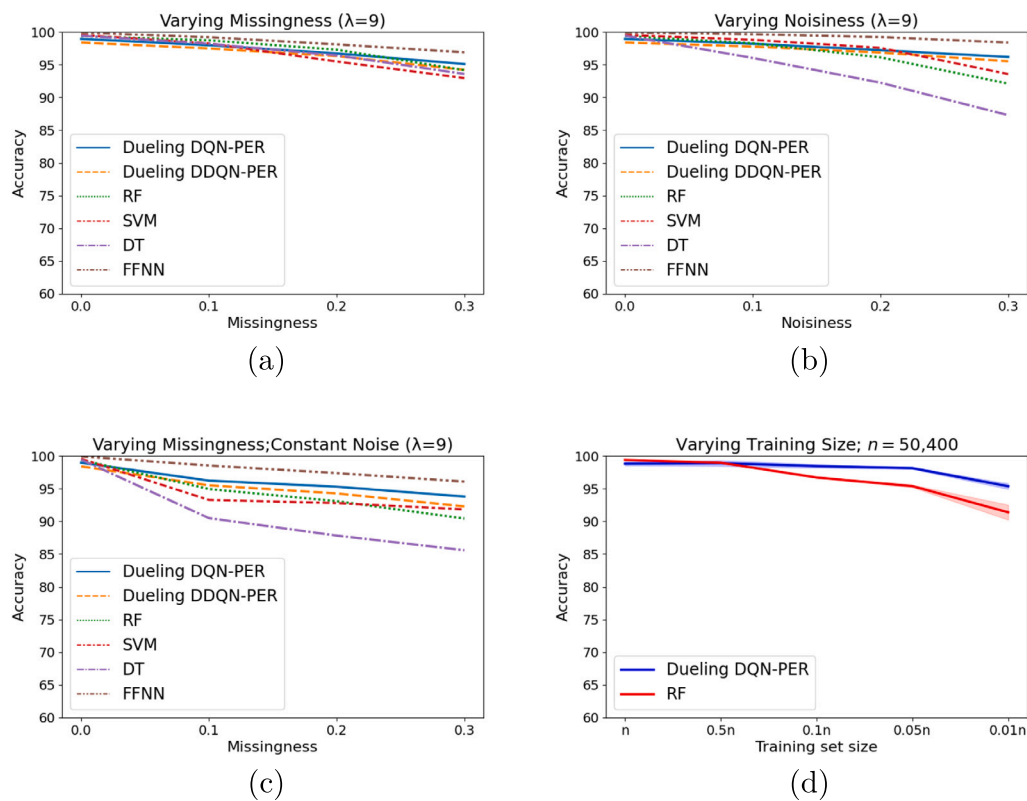 Varying Missingness (λ=9)
100
95
90
85
80
75
70
65
60
Accuracy
Dueling DQN-PER
Dueling DDQN-PER
RF
SVM
DT
FFNN
0.0 0.1 0.2 0.3
Missingness
(a)
Varying Noisiness (λ=9)
100
95
90
85
80
75
70
65
60
Accuracy
Dueling DQN-PER
Dueling DDQN-PER
RF
SVM
DT
FFNN
0.0 0.1 0.2 0.3
Noisiness
(b)
Varying Missingness;Constant Noise (λ=9)
100
95
90
85
80
75
70
65
60
Accuracy
Dueling DQN-PER
Dueling DDQN-PER
RF
SVM
DT
FFNN
0.0 0.1 0.2 0.3
Missingness
(c)
Varying Training Size; n = 50,400
100
95
90
85
80
75
70
65
60
Accuracy
Dueling DQN-PER
RF
n 0.5n 0.1n 0.05n 0.01n
Training set size
(d)